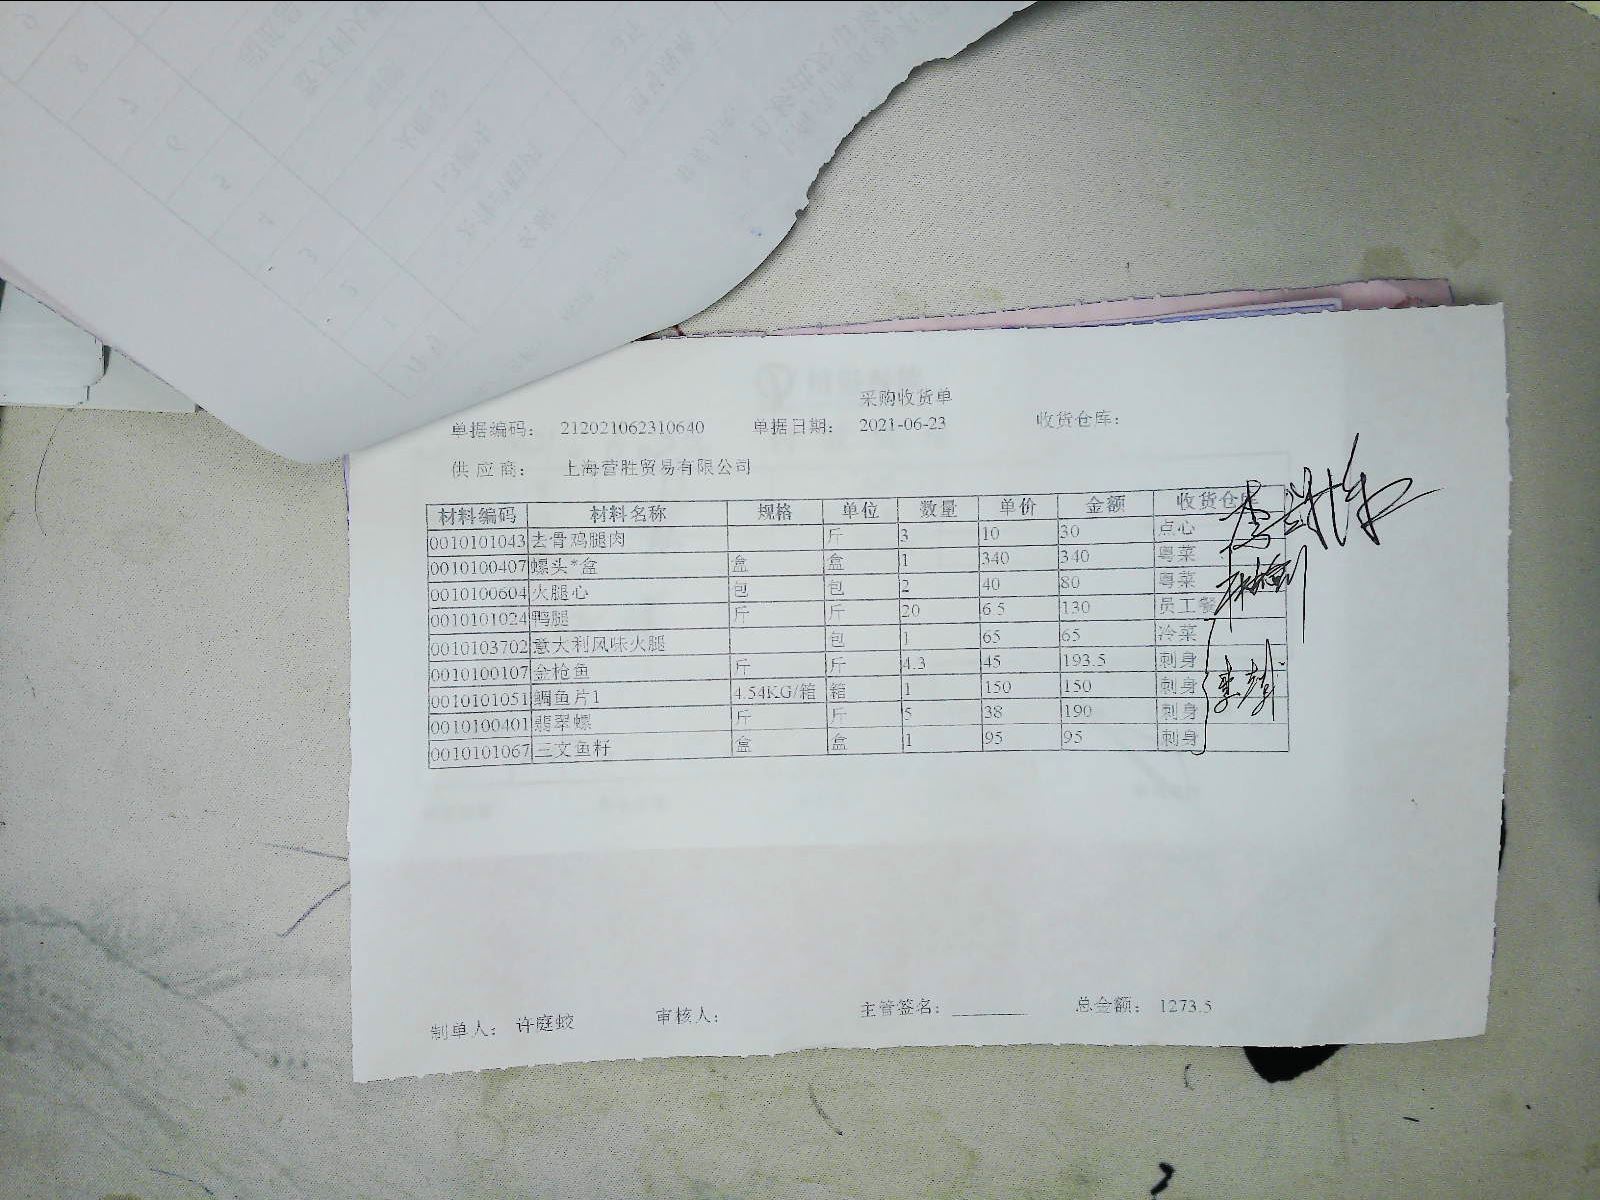 采购收货单
单据编码： 212021062310640 单据日期： 2021-06-23 收货仓库：
供应商： 上海营胜贸易有限公司
材料编码 材料名称 规格 单位 数量 单价 金额 收货仓库
0010101043 去骨鸡腿肉 斤 3 10 30 点心
0010100407 螺头*盒 盒 盒 1 340 340 粤菜
0010100604 火腿心 包 包 2 40 80 粤菜
0010101024 鸭腿 斤 斤 20 6.5 130 员工餐
0010103702 意大利风味火腿 包 1 65 65 冷菜
0010100107 金枪鱼 斤 斤 4.3 45 193.5 刺身
0010101051 鲷鱼片1 4.54KG/箱 箱 1 150 150 刺身
0010100401 翡翠螺 斤 斤 5 38 190 刺身
0010101067 三文鱼籽 盒 盒 1 95 95 刺身
制单人： 许庭蛟 审核人： 主管签名： 总金额： 1273.5